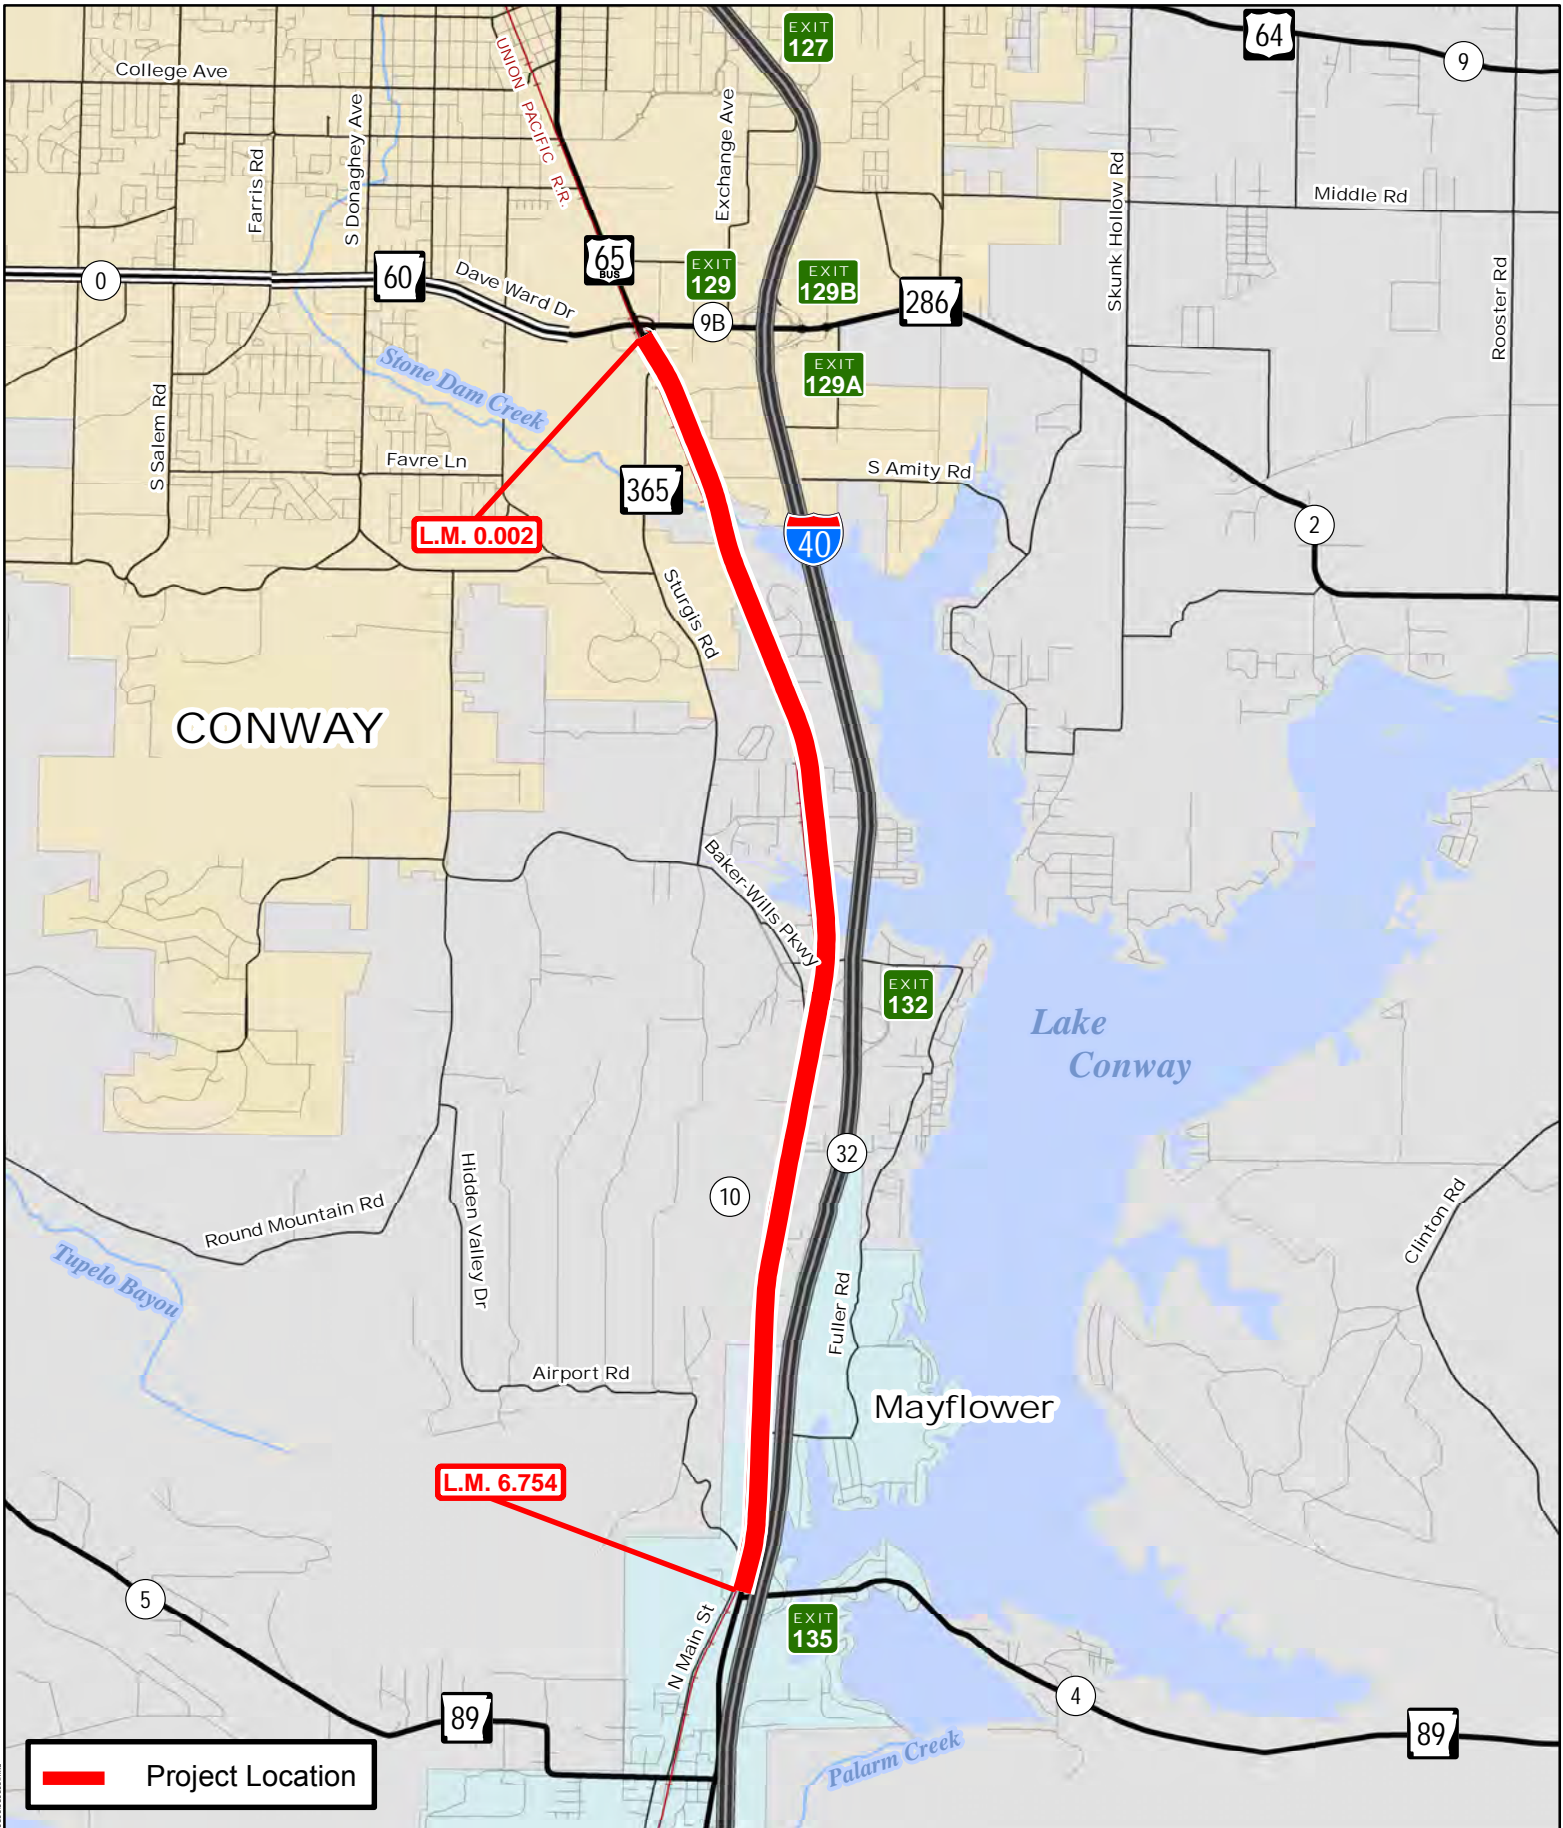 EXIT
127
64
9
College Ave
UNION PACIFIC R.R.
Farris Rd
S Donaghey Ave
Exchange Ave
Skunk Hollow Rd
Middle Rd
Rooster Rd
0
60
Dave Ward Dr
65
BUS
EXIT
129
9B
EXIT
129B
286
EXIT
129A
Stone Dam Creek
S Salem Rd
Favre Ln
365
S Amity Rd
L.M. 0.002
40
2
Sturgis Rd
CONWAY
Baker-Wills Pkwy
EXIT
132
Lake
Conway
32
10
Hidden Valley Dr
Round Mountain Rd
Clinton Rd
Tupelo Bayou
Fuller Rd
Airport Rd
Mayflower
L.M. 6.754
5
N Main St
EXIT
135
4
89
89
Palarm Creek
Project Location